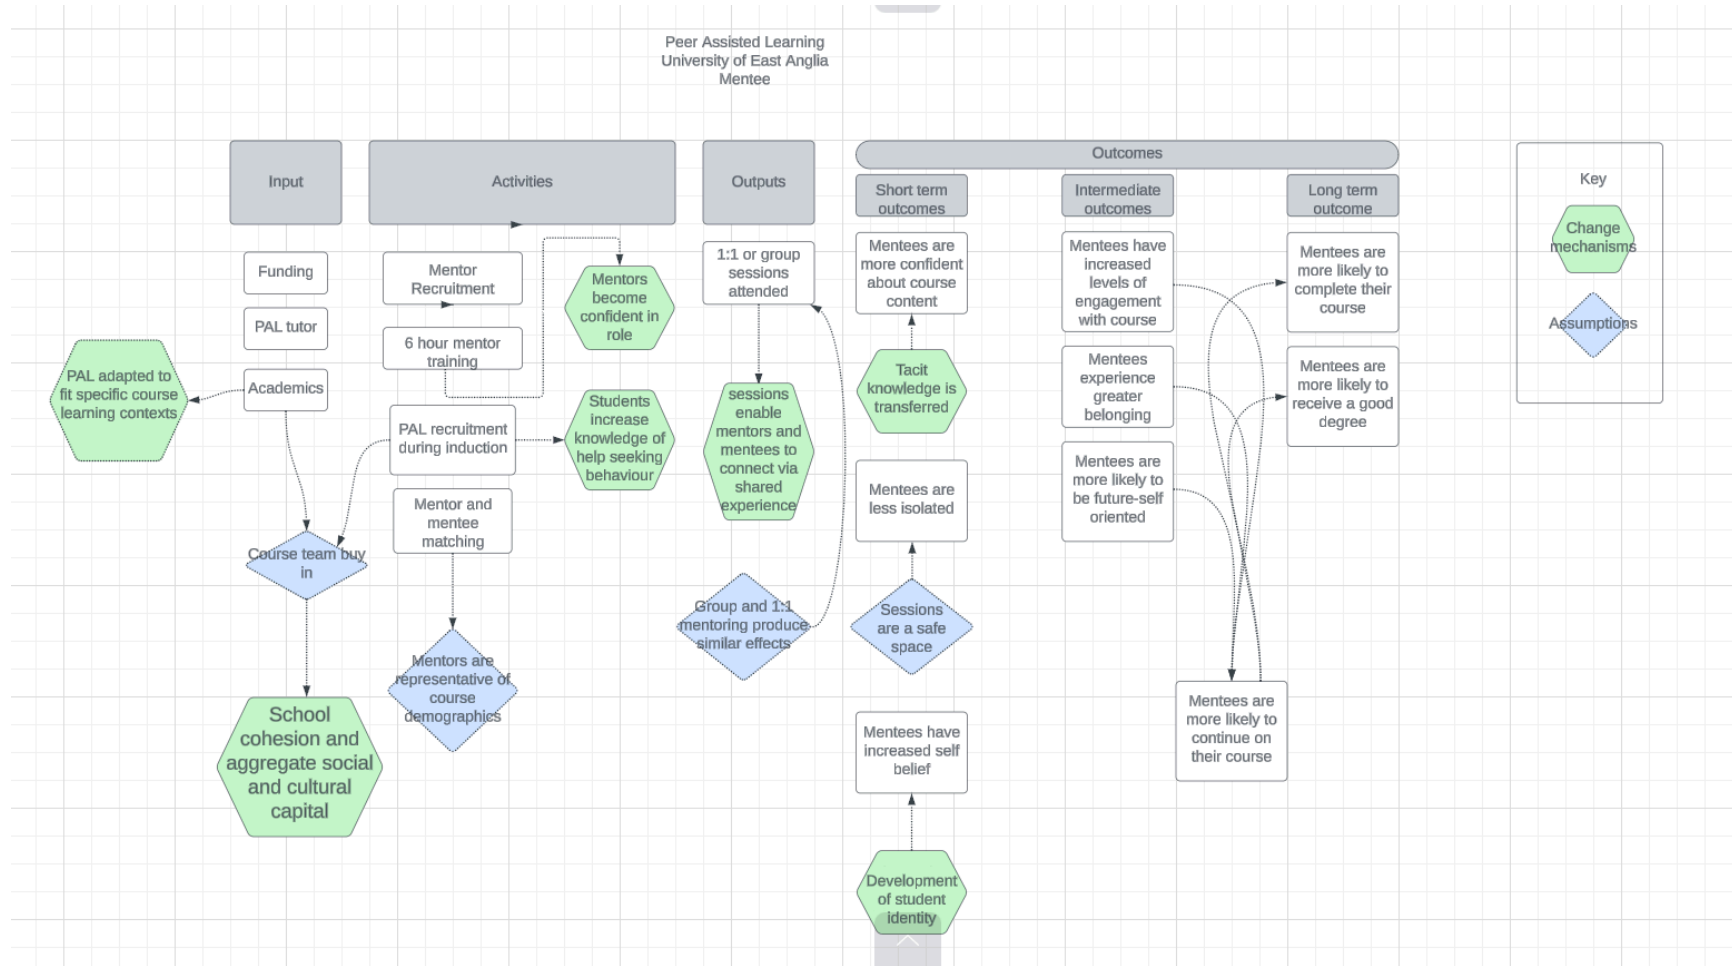 Peer Assisted Learning
University of East Anglia
Mentee
Input
Activities
Outputs
Outcomes
Short term
outcomes
Intermediate
outcomes
Long term
outcome
Key
Change
mechanisms
Assumptions
Funding
PAL tutor
Academics
PAL adapted to
fit specific course
learning contexts
Course team buy
in
School
cohesion and
aggregate social
and cultural
capital
Mentor
Recruitment
6 hour mentor
training
PAL recruitment
during induction
Mentor and
mentee
matching
Mentors are
representative of
course
demographics
Mentors
become
confident in
role
Students
increase
knowledge of
help seeking
behaviour
1:1 or group
sessions
attended
sessions
enable
mentors and
mentees to
connect via
shared
experience
Group and 1:1
mentoring produce
similar effects
Mentees are
more confident
about course
content
Tacit
knowledge is
transferred
Mentees are
less isolated
Sessions
are a safe
space
Mentees have
increased self
belief
Development
of student
identity
Mentees have
increased
levels of
engagement
with course
Mentees
experience
greater
belonging
Mentees are
more likely to
be future-self
oriented
Mentees are
more likely to
continue on
their course
Mentees are
more likely to
complete their
course
Mentees are
more likely to
receive a good
degree